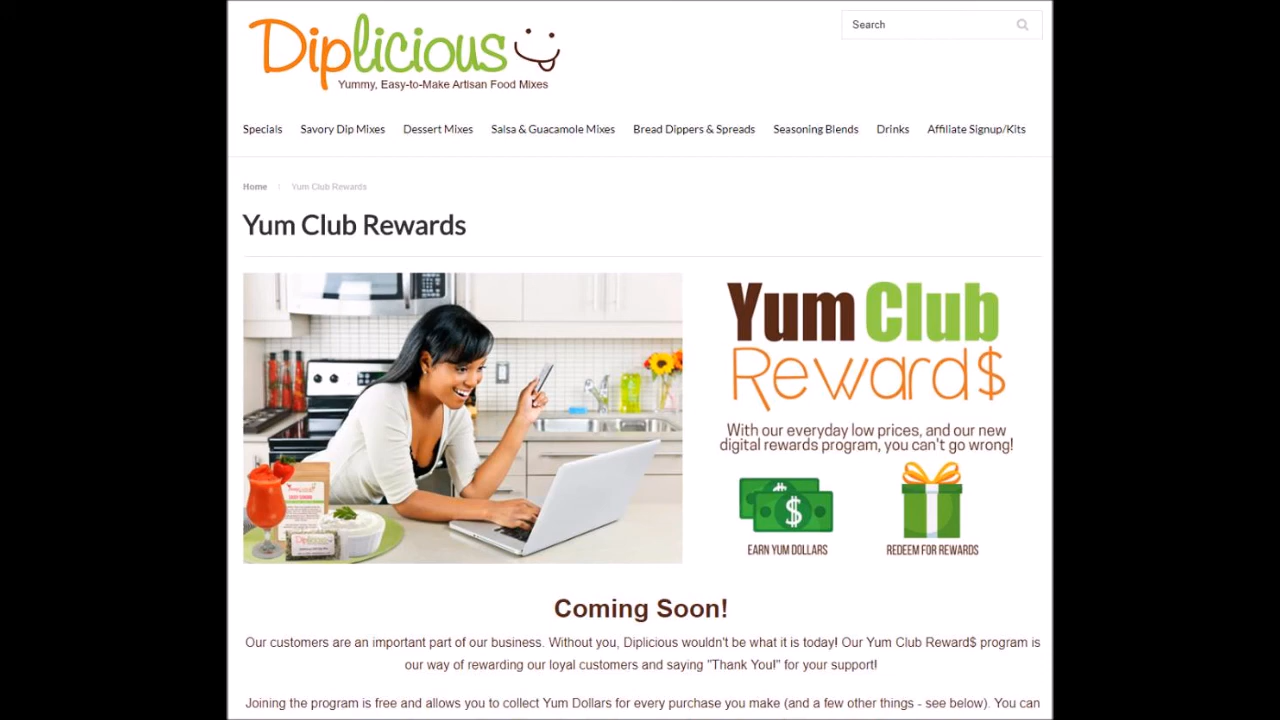 Diplicious
Yummy, Easy-to-Make Artisan Food Mixes
Search
Specials Savory Dip Mixes Dessert Mixes Salsa & Guacamole Mixes Bread Dippers & Spreads Seasoning Blends Drinks Affiliate Signup/Kits
Home | Yum Club Rewards
Yum Club Rewards
Yum Club
Reward$
With our everyday low prices, and our new
digital rewards program, you can't go wrong!
EARN YUM DOLLARS
REDEEM FOR REWARDS
Diplicious
Coming Soon!
Our customers are an important part of our business. Without you, Diplicious wouldn't be what it is today! Our Yum Club Reward$ program is
our way of rewarding our loyal customers and saying "Thank You!" for your support!
Joining the program is free and allows you to collect Yum Dollars for every purchase you make (and a few other things - see below). You can